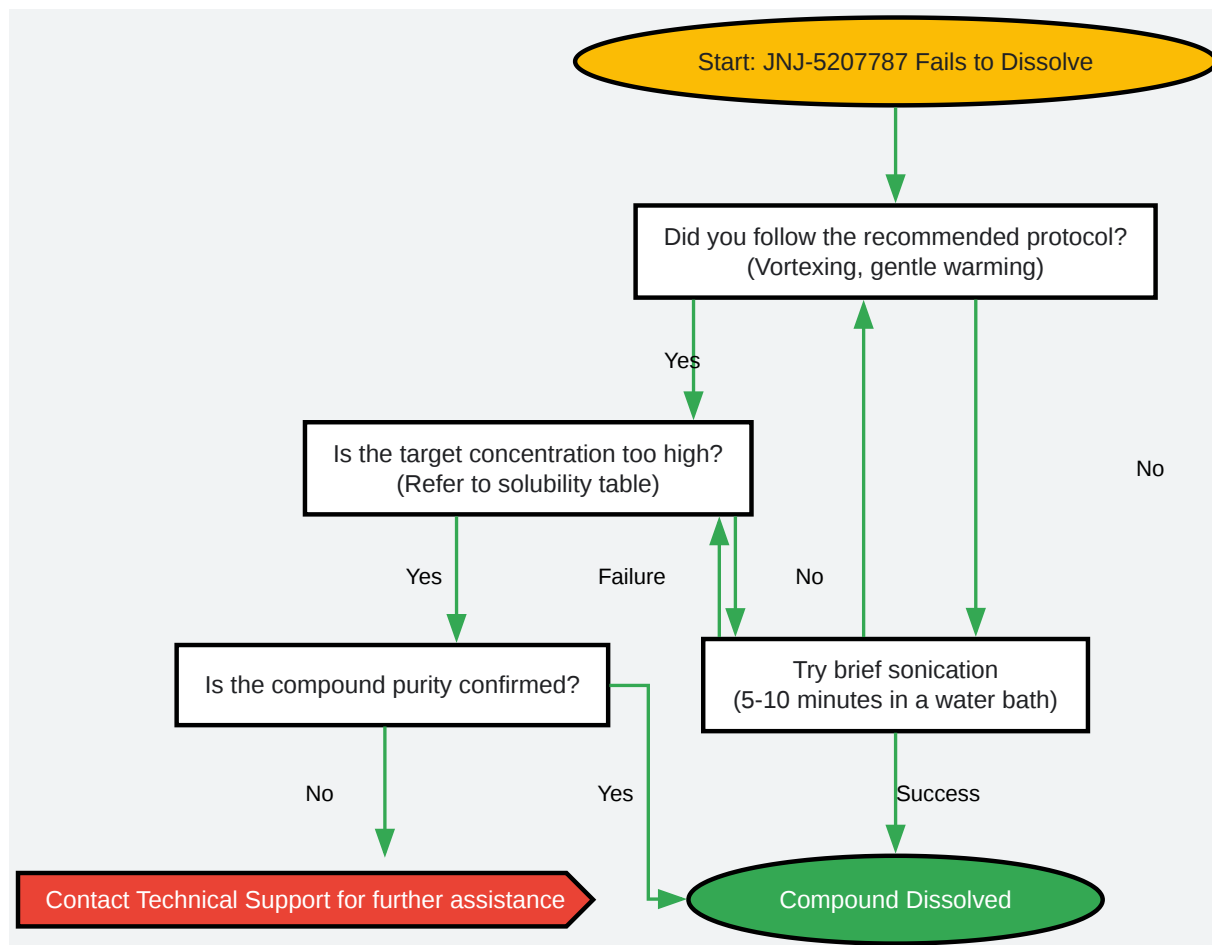 Start: JNJ-5207787 Fails to Dissolve
Did you follow the recommended protocol?
(Vortexing, gentle warming)
Yes
Is the target concentration too high?
(Refer to solubility table)
No
Yes
Failure
No
Is the compound purity confirmed?
Try brief sonication
(5-10 minutes in a water bath)
No
Yes
Success
Contact Technical Support for further assistance
Compound Dissolved